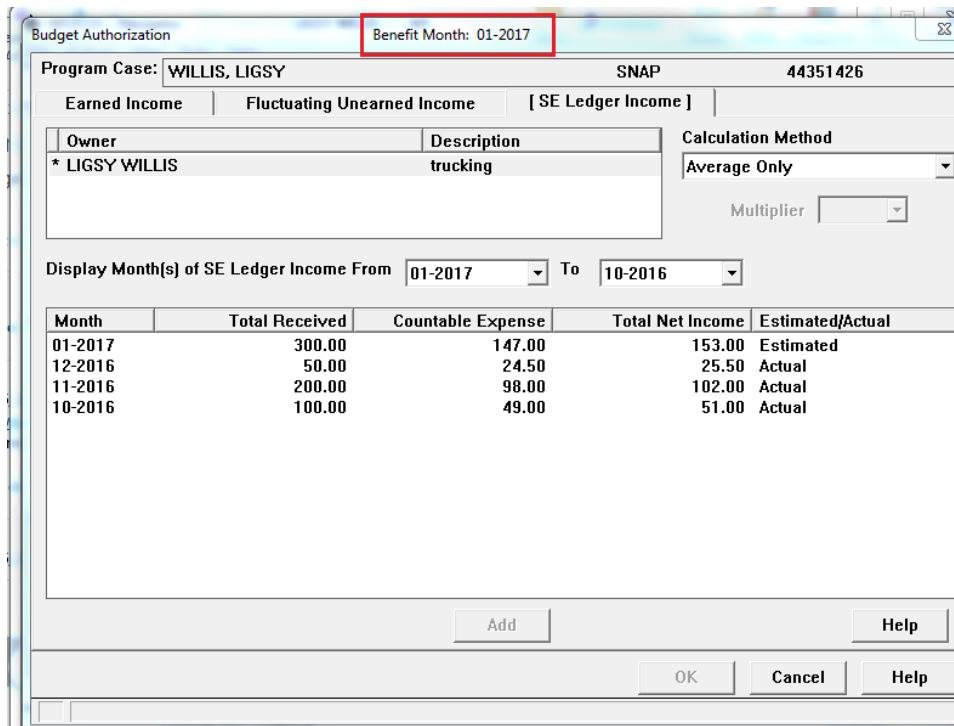 Budget Authorization Benefit Month: 01-2017
Program Case: WILLIS, LIGSY SNAP 44351426
Earned Income Fluctuating Unearned Income [ SE Ledger Income ]
Owner Description
* LIGSY WILLIS trucking
Calculation Method
Average Only
Multiplier
Display Month(s) of SE Ledger Income From 01-2017 To 10-2016
Month Total Received Countable Expense Total Net Income Estimated/Actual
01-2017 300.00 147.00 153.00 Estimated
12-2016 50.00 24.50 25.50 Actual
11-2016 200.00 98.00 102.00 Actual
10-2016 100.00 49.00 51.00 Actual
Add Help
OK Cancel Help